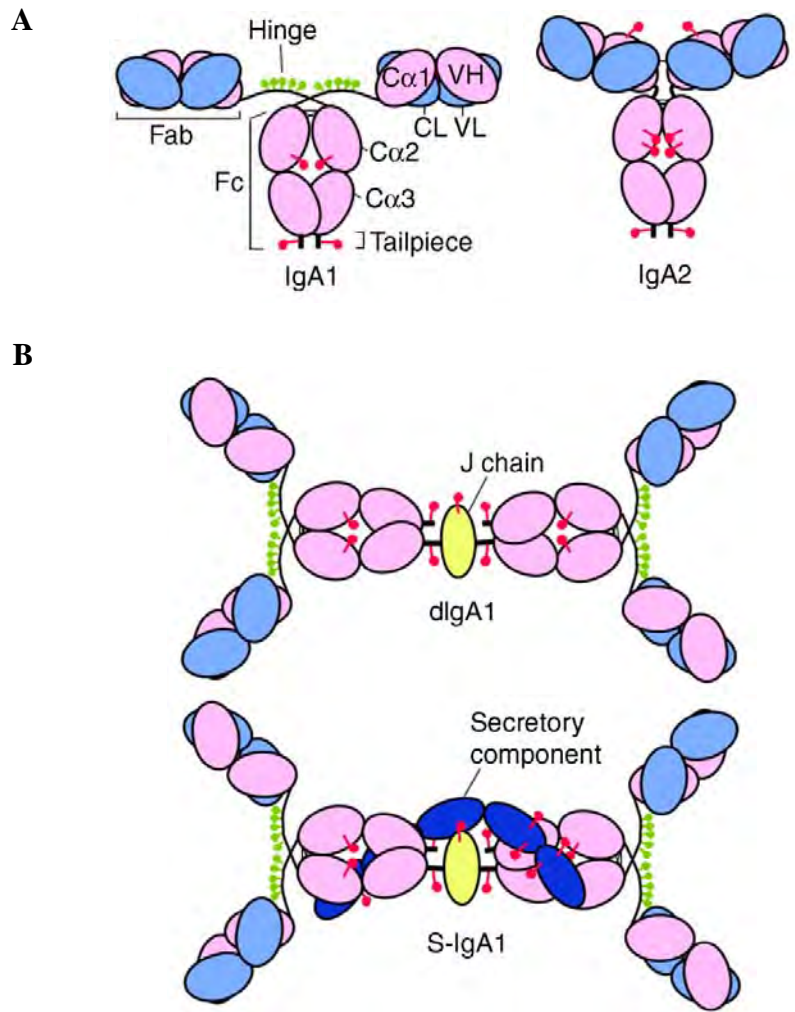 A
Hinge
Cα1 VH
Fab
CL VL
Cα2
Fc
Cα3
Tailpiece
IgA1
IgA2
B
J chain
dIgA1
Secretory
component
S-IgA1